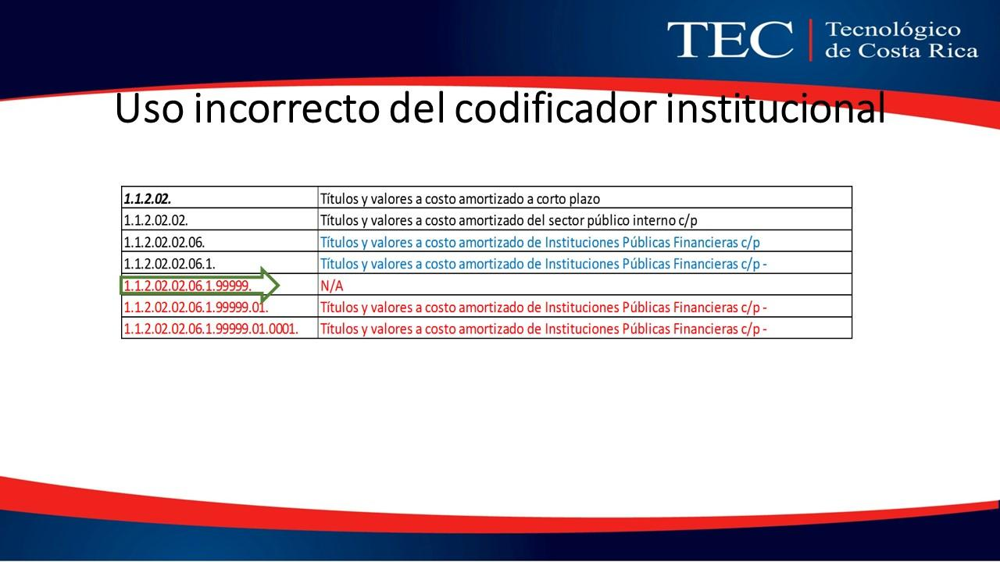 TEC
Tecnológico
de Costa Rica
Uso incorrecto del codificador institucional
1.1.2.02. Títulos y valores a costo amortizado a corto plazo
1.1.2.02.02. Títulos y valores a costo amortizado del sector público interno c/p
1.1.2.02.02.06. Títulos y valores a costo amortizado de Instituciones Públicas Financieras c/p
1.1.2.02.02.06.1. Títulos y valores a costo amortizado de Instituciones Públicas Financieras c/p -
1.1.2.02.02.06.1.99999. N/A
1.1.2.02.02.06.1.99999.01. Títulos y valores a costo amortizado de Instituciones Públicas Financieras c/p -
1.1.2.02.02.06.1.99999.01.0001. Títulos y valores a costo amortizado de Instituciones Públicas Financieras c/p -